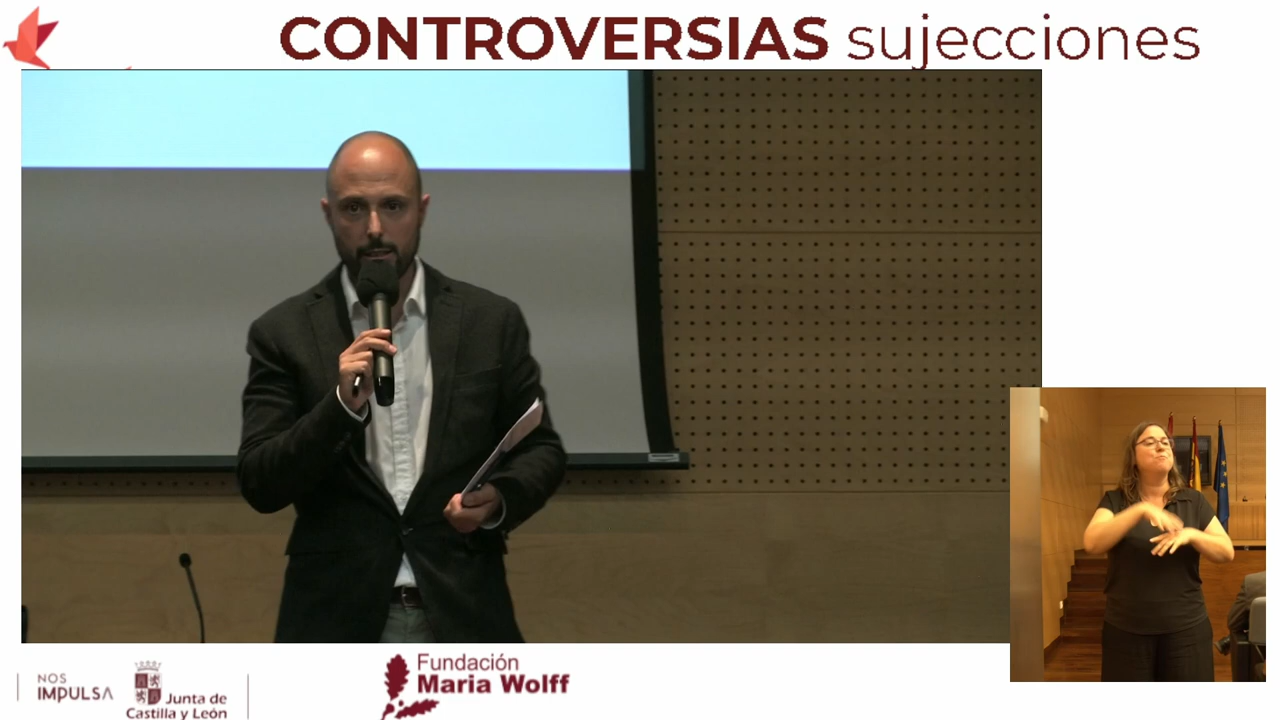 CONTROVERSIAS sujecciones
NOS
IMPULSA
Junta de
Castilla y León
Fundación
Maria Wolff